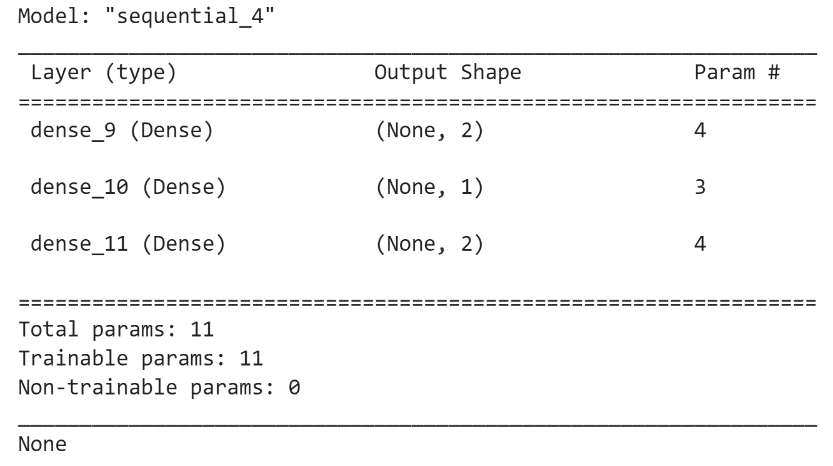 Model: "sequential_4"
_________________________________________________________________
Layer (type)                Output Shape              Param #
=================================================================
dense_9 (Dense)             (None, 2)                 4
dense_10 (Dense)            (None, 1)                 3
dense_11 (Dense)            (None, 2)                 4
=================================================================
Total params: 11
Trainable params: 11
Non-trainable params: 0
_________________________________________________________________
None